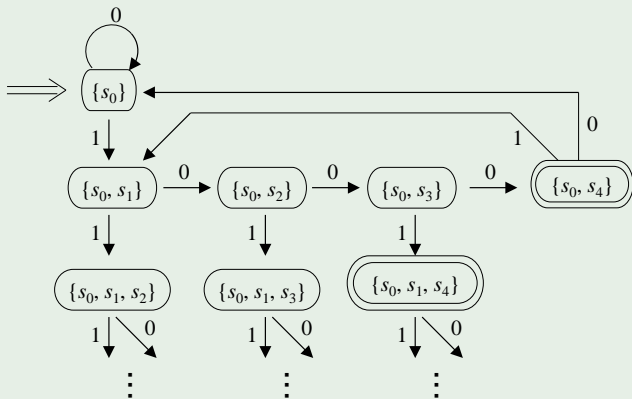 0
{s0}
1 1 0
{s0, s1} 0 {s0, s2} 0 {s0, s3} 0 {s0, s4}
1 1 1
{s0, s1, s2} {s0, s1, s3} {s0, s1, s4}
1 0 1 0 1 0
⋮ ⋮ ⋮